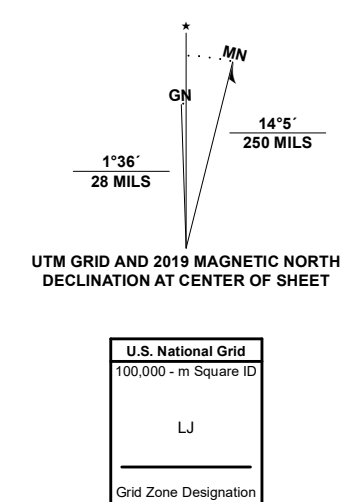 ★
MN
GN
14°5´
250 MILS
1°36´
28 MILS
UTM GRID AND 2019 MAGNETIC NORTH
DECLINATION AT CENTER OF SHEET
U.S. National Grid
100,000 - m Square ID
LJ
Grid Zone Designation